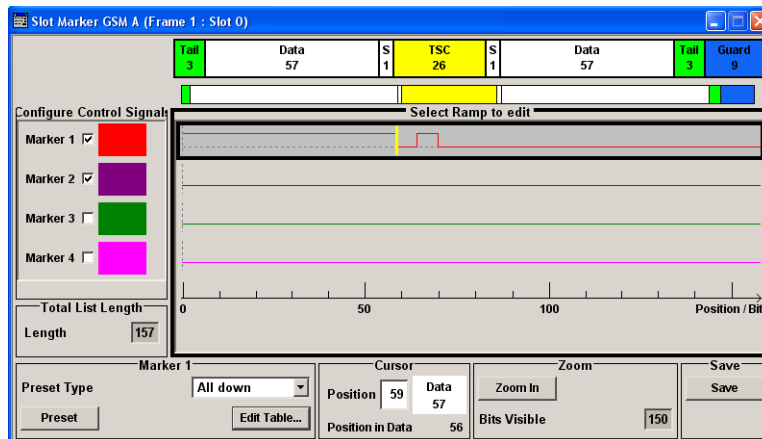 Slot Marker GSM A (Frame 1 : Slot 0)
Tail Data S TSC S Data Tail Guard
3 57 1 26 1 57 3 9
Configure Control Signals
Select Ramp to edit
Marker 1
Marker 2
Marker 3
Marker 4
0 50 100 Position / Bit
Total List Length
Length 157
Marker 1
Preset Type All down
Preset Edit Table...
Cursor
Position 59 Data
57
Position in Data 56
Zoom
Zoom In
Bits Visible 150
Save
Save